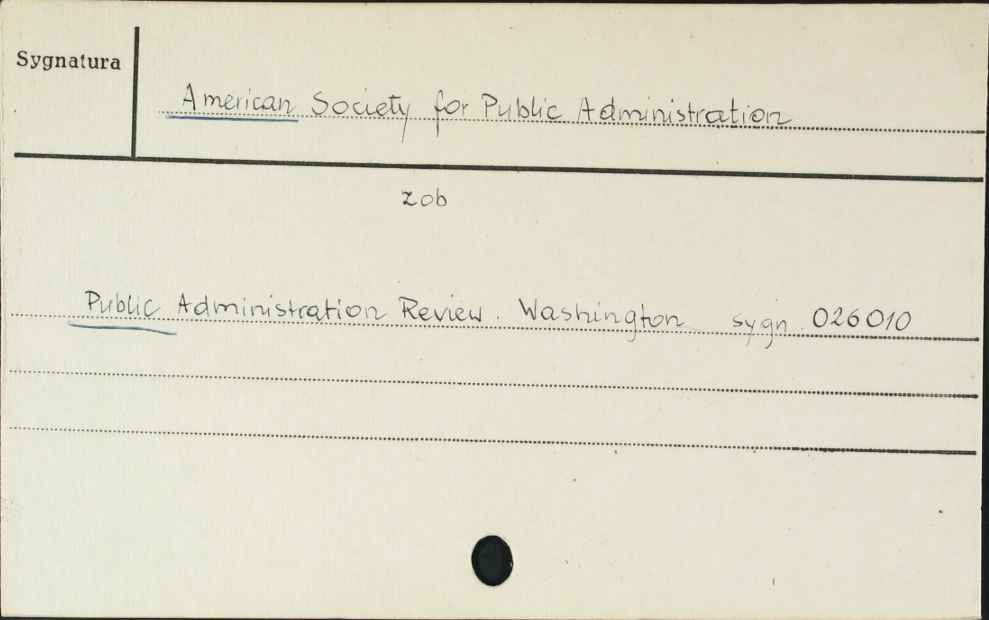 Sygnatura
American Society for Public Administration
zob
Public Administration Review. Washington sygn. 026010